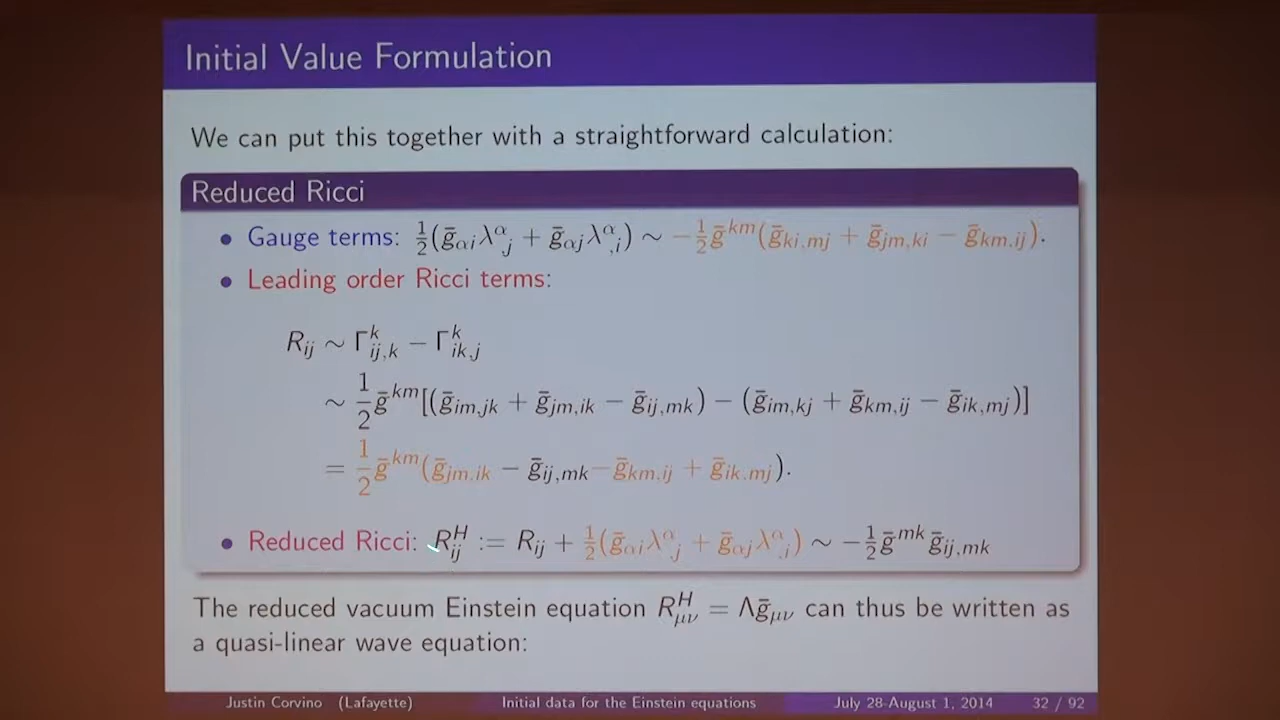 Initial Value Formulation
We can put this together with a straightforward calculation:
Reduced Ricci
• Gauge terms: ½(ḡ_{αi}λ^α_{,j} + ḡ_{αj}λ^α_{,i}) ∼ −½ḡ^{km}(ḡ_{ki,mj} + ḡ_{jm,ki} − ḡ_{km,ij}).
• Leading order Ricci terms:
R_{ij} ∼ Γ^k_{ij,k} − Γ^k_{ik,j}
∼ ½ḡ^{km}[(ḡ_{im,jk} + ḡ_{jm,ik} − ḡ_{ij,mk}) − (ḡ_{im,kj} + ḡ_{km,ij} − ḡ_{ik,mj})]
= ½ḡ^{km}(ḡ_{jm,ik} − ḡ_{ij,mk} − ḡ_{km,ij} + ḡ_{ik,mj}).
• Reduced Ricci: R^H_{ij} := R_{ij} + ½(ḡ_{αi}λ^α_{,j} + ḡ_{αj}λ^α_{,i}) ∼ −½ḡ^{mk}ḡ_{ij,mk}
The reduced vacuum Einstein equation R^H_{μν} = Λḡ_{μν} can thus be written as
a quasi-linear wave equation:
Justin Corvino (Lafayette) Initial data for the Einstein equations July 28-August 1, 2014 32 / 92